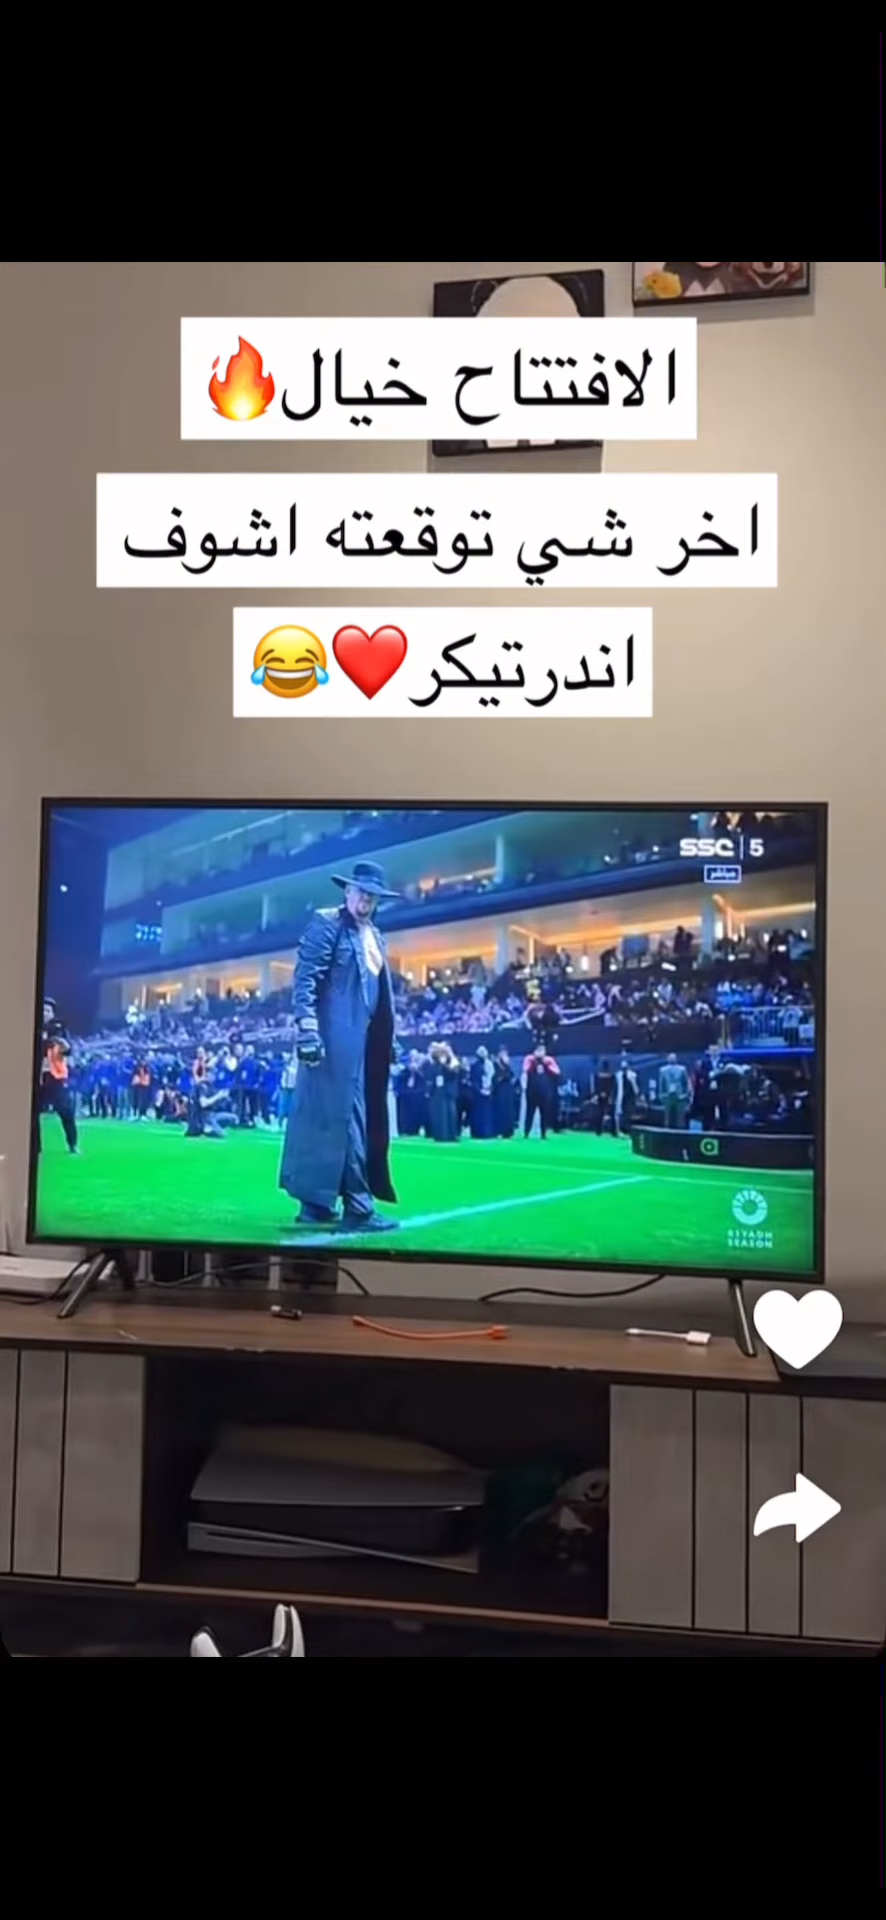 الافتتاح خيال🔥
اخر شي توقعته اشوف
اندرتيكر❤️😂
SSC | 5
مباشر
RIYADH
SEASON